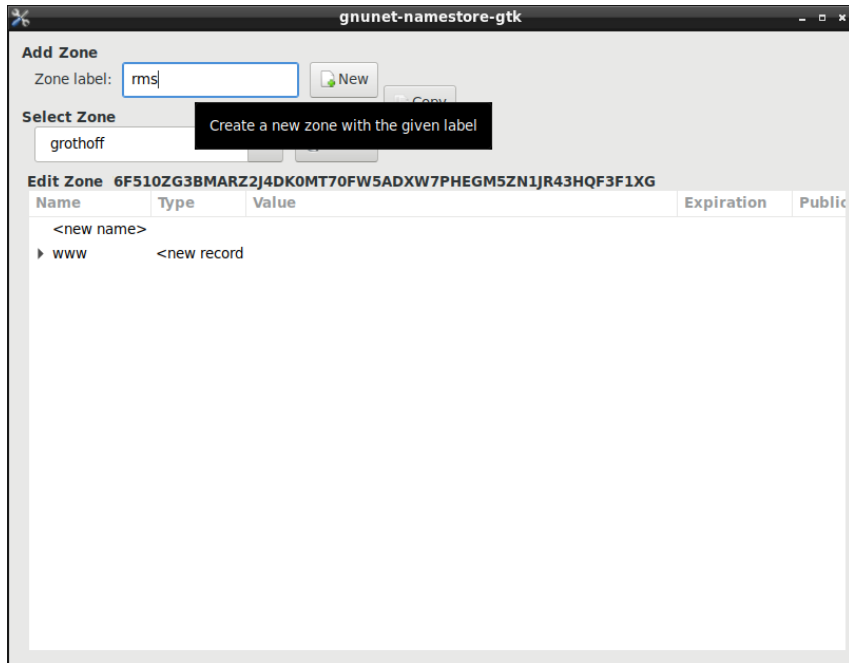 gnunet-namestore-gtk
Add Zone
Zone label: rms New
Copy
Select Zone
Create a new zone with the given label
grothoff
Edit Zone 6F510ZG3BMARZ2J4DK0MT70FW5ADXW7PHEGM5ZN1JR43HQF3F1XG
Name Type Value Expiration Public
<new name>
www <new record